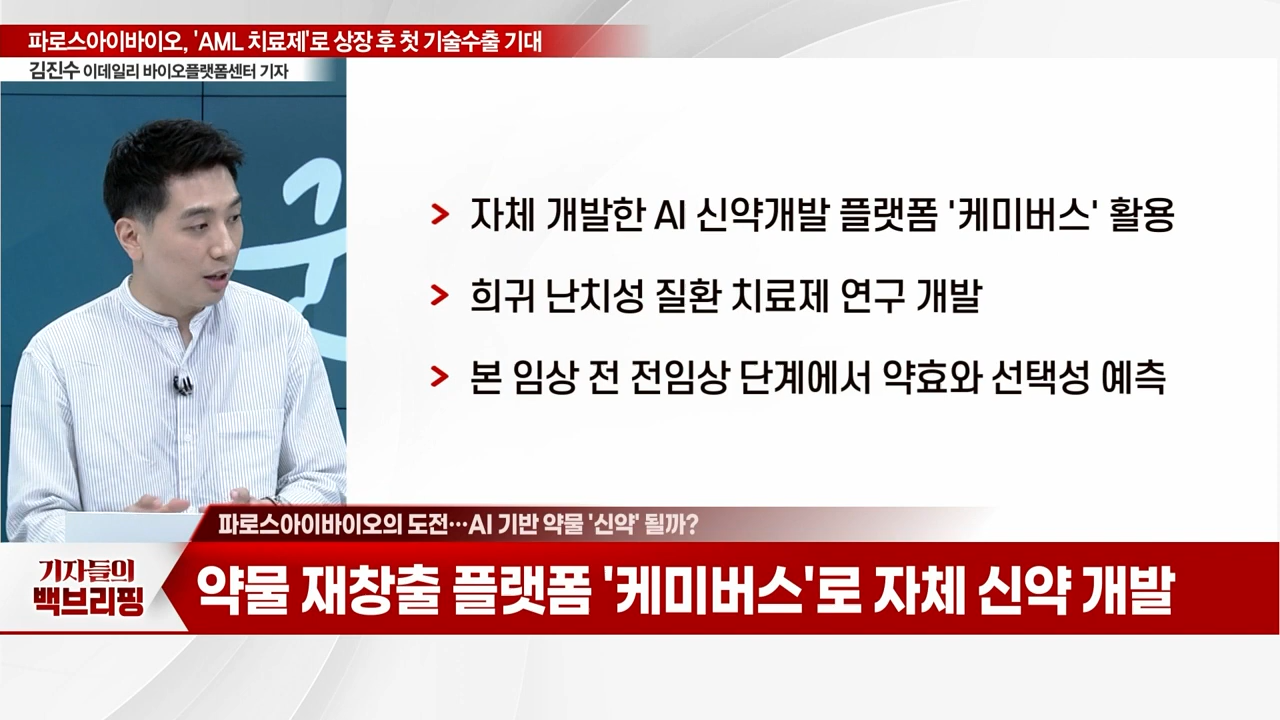 파로스아이바이오, 'AML 치료제'로 상장 후 첫 기술수출 기대
김진수 이데일리 바이오플랫폼센터 기자
> 자체 개발한 AI 신약개발 플랫폼 '케미버스' 활용
> 희귀 난치성 질환 치료제 연구 개발
> 본 임상 전 전임상 단계에서 약효와 선택성 예측
파로스아이바이오의 도전…AI 기반 약물 '신약' 될까?
기자들의
백브리핑
약물 재창출 플랫폼 '케미버스'로 자체 신약 개발